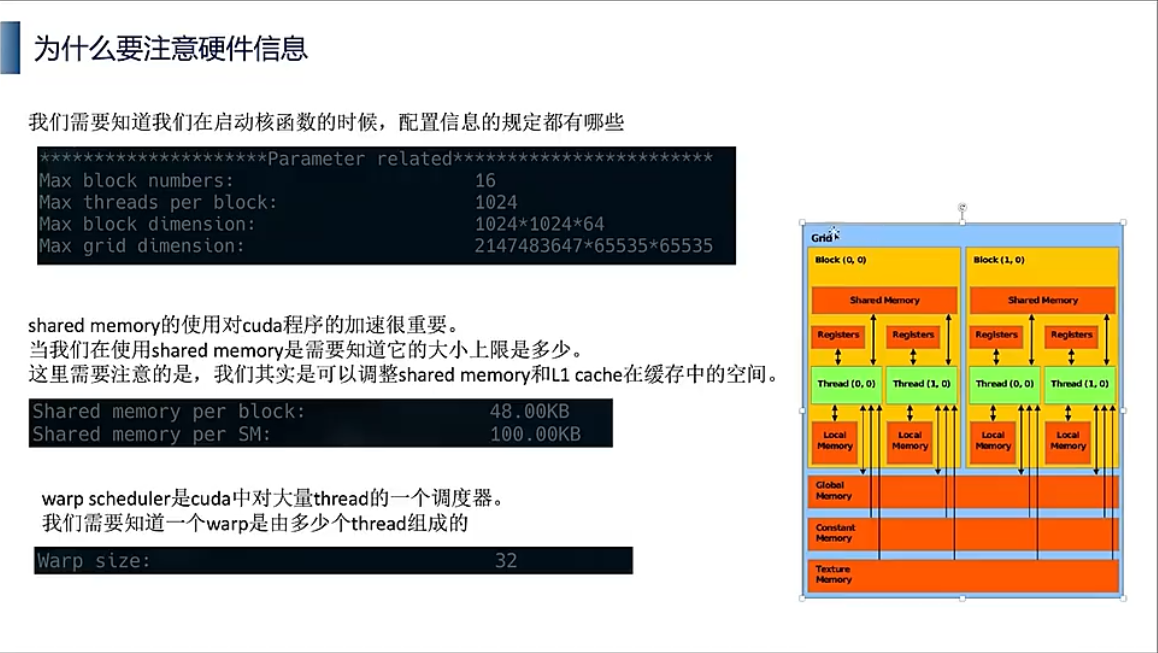 为什么要注意硬件信息
我们需要知道我们在启动核函数的时候，配置信息的规定都有哪些
*********************Parameter related************************
Max block numbers: 16
Max threads per block: 1024
Max block dimension: 1024*1024*64
Max grid dimension: 2147483647*65535*65535
shared memory的使用对cuda程序的加速很重要。
当我们在使用shared memory是需要知道它的大小上限是多少。
这里需要注意的是，我们其实是可以调整shared memory和L1 cache在缓存中的空间。
Shared memory per block: 48.00KB
Shared memory per SM: 100.00KB
warp scheduler是cuda中对大量thread的一个调度器。
我们需要知道一个warp是由多少个thread组成的
Warp size: 32
Grid
Block (0, 0) Block (1, 0)
Shared Memory Shared Memory
Registers Registers Registers Registers
Thread (0, 0) Thread (1, 0) Thread (0, 0) Thread (1, 0)
Local Local Local Local
Memory Memory Memory Memory
Global
Memory
Constant
Memory
Texture
Memory